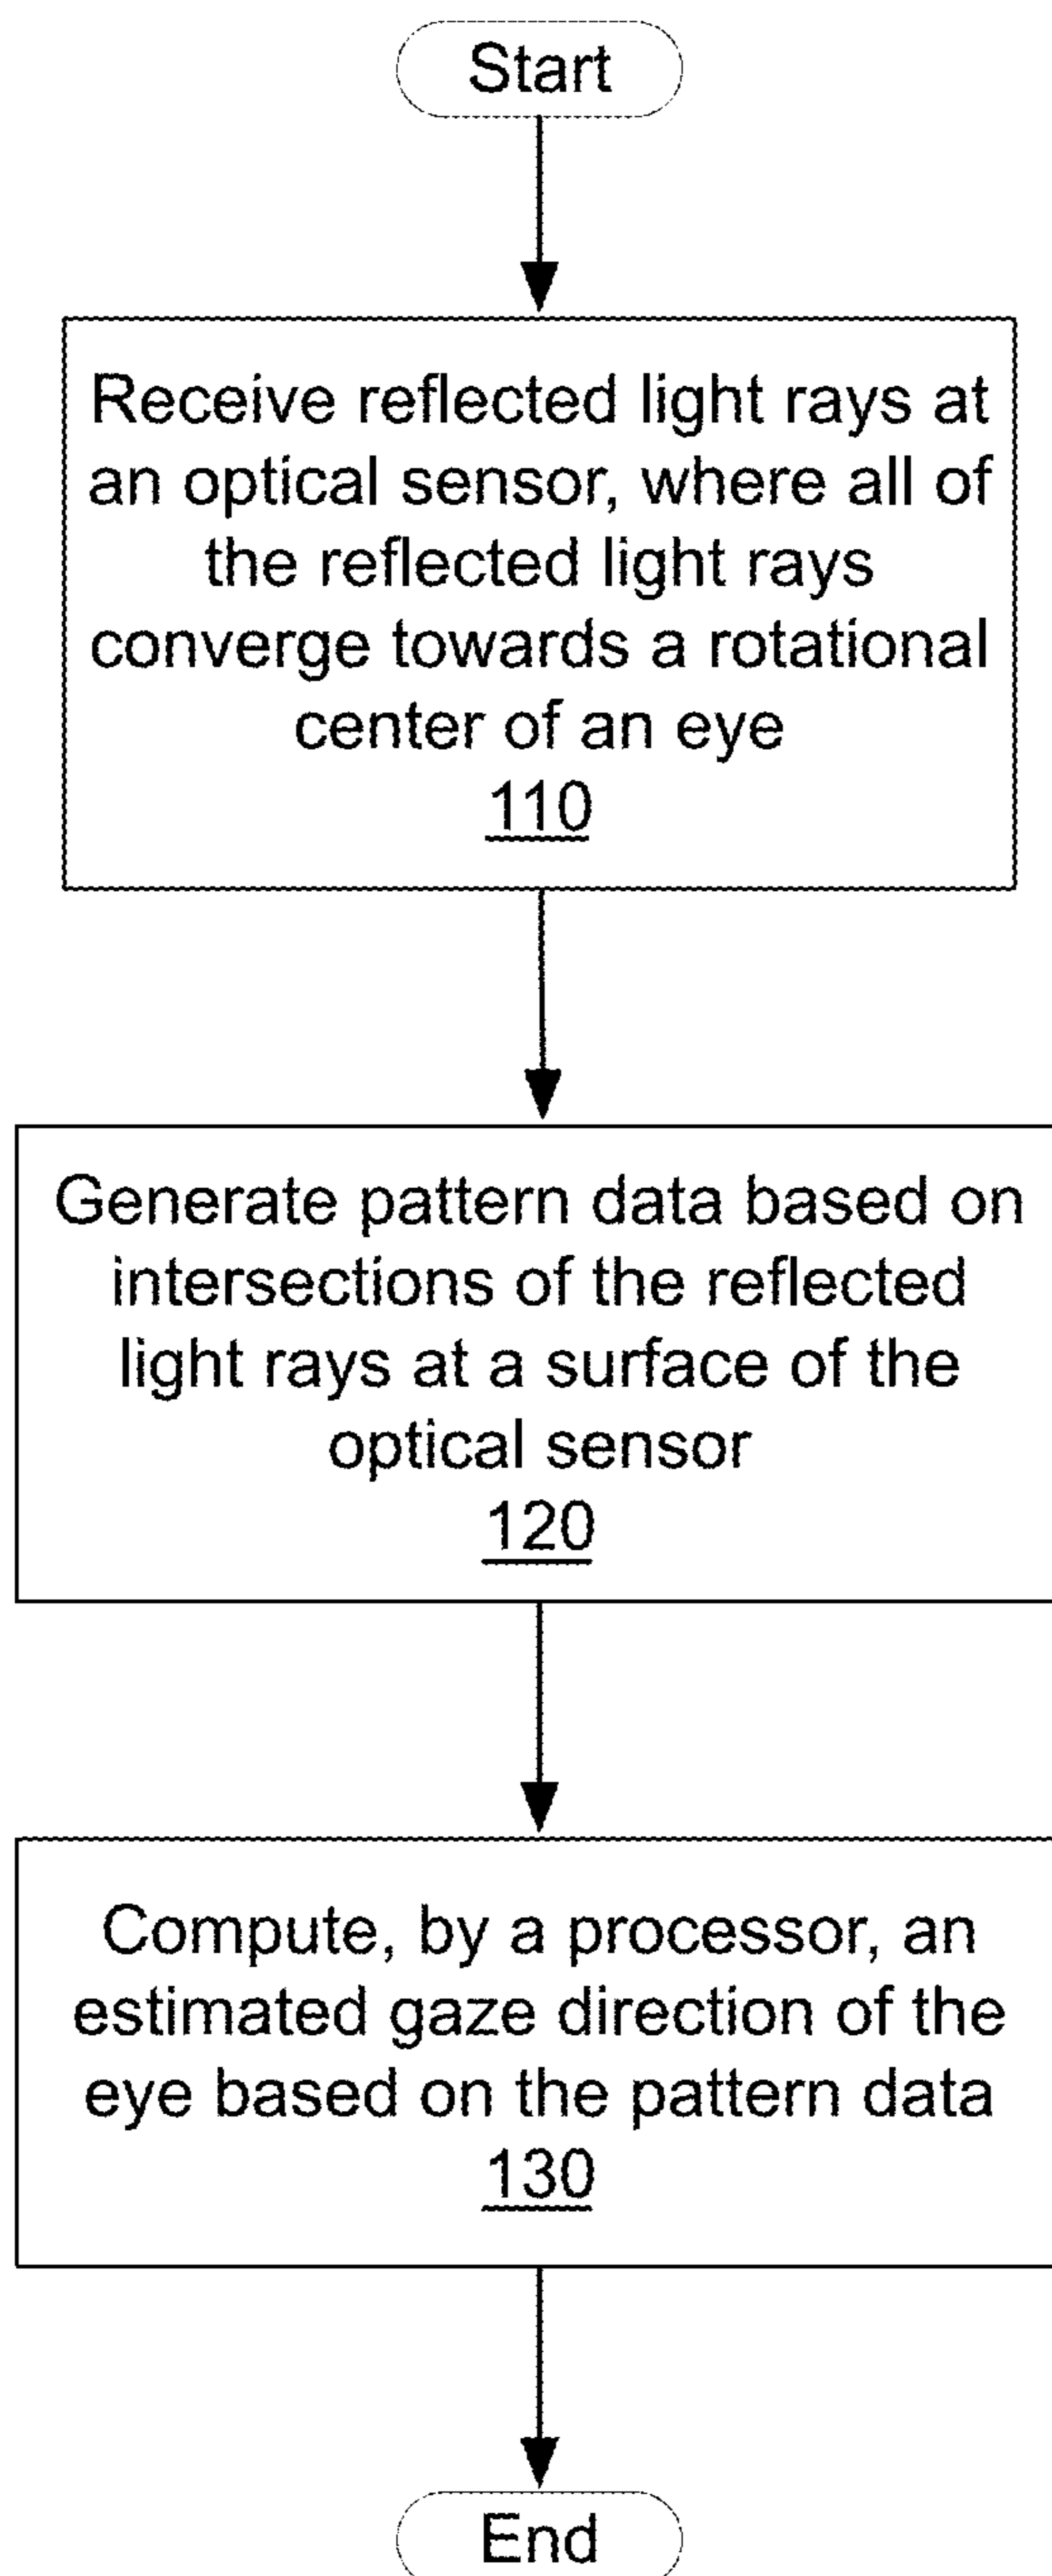 Start
Receive reflected light rays at
an optical sensor, where all of
the reflected light rays
converge towards a rotational
center of an eye
110
Generate pattern data based on
intersections of the reflected
light rays at a surface of the
optical sensor
120
Compute, by a processor, an
estimated gaze direction of the
eye based on the pattern data
130
End